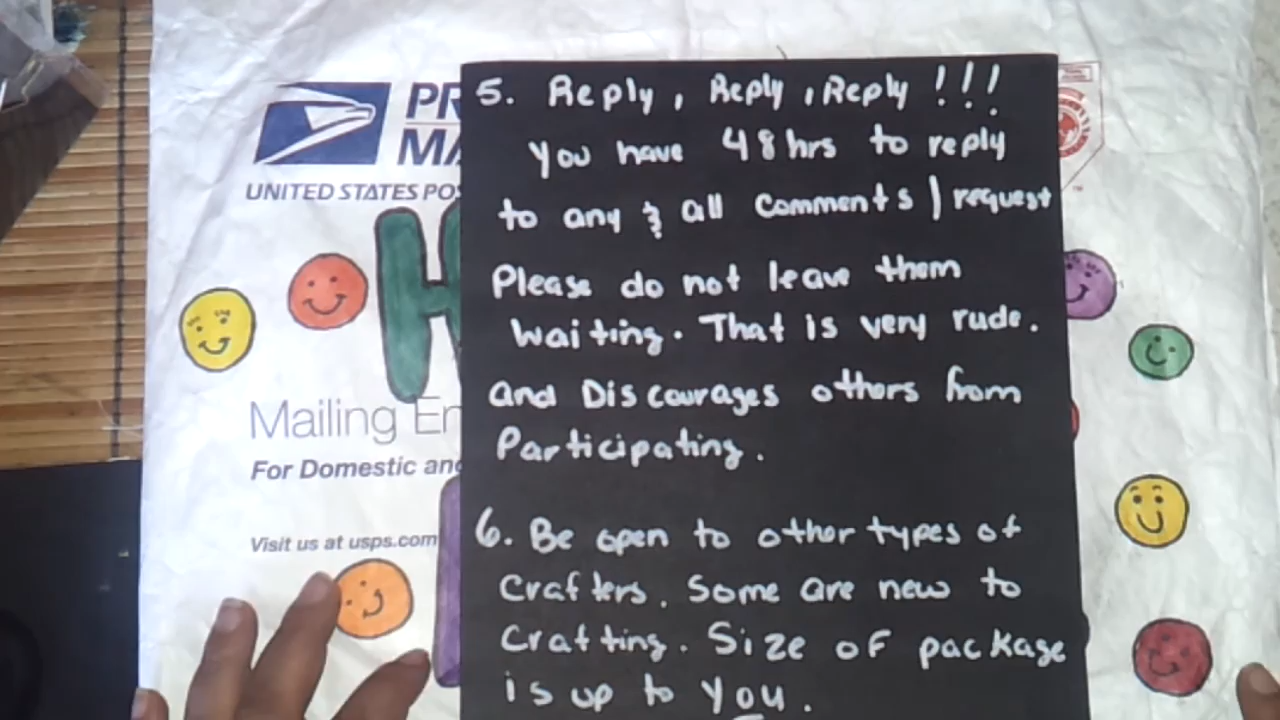 PR
MA
UNITED STATES POS
H
Mailing En
For Domestic and
Visit us at usps.com
5. Reply, Reply, Reply !!!
You have 48hrs to reply
to any & all Comments / request
Please do not leave them
waiting. That is very rude.
and Discourages others from
Participating.
6. Be open to other types of
Crafters. Some are new to
Crafting. Size of package
is up to you.